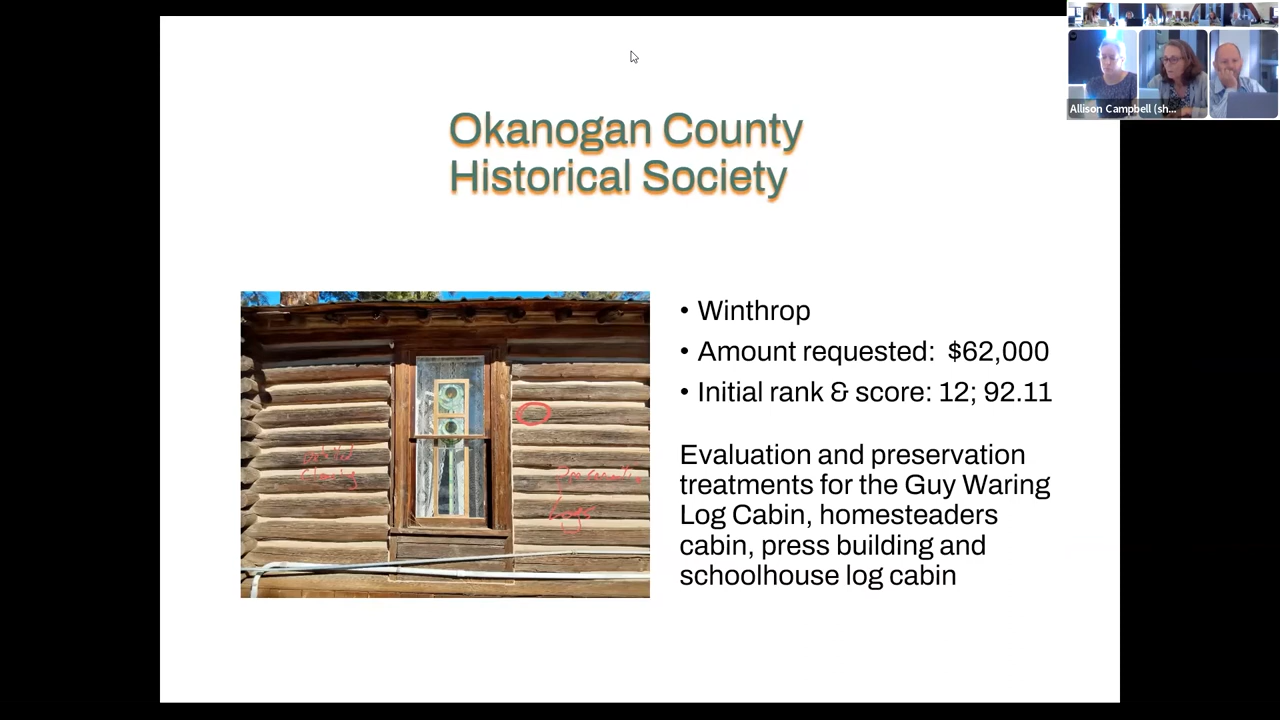 Okanogan County
Historical Society
• Winthrop
• Amount requested:  $62,000
• Initial rank & score: 12; 92.11
Evaluation and preservation
treatments for the Guy Waring
Log Cabin, homesteaders
cabin, press building and
schoolhouse log cabin
Allison Campbell (sh...